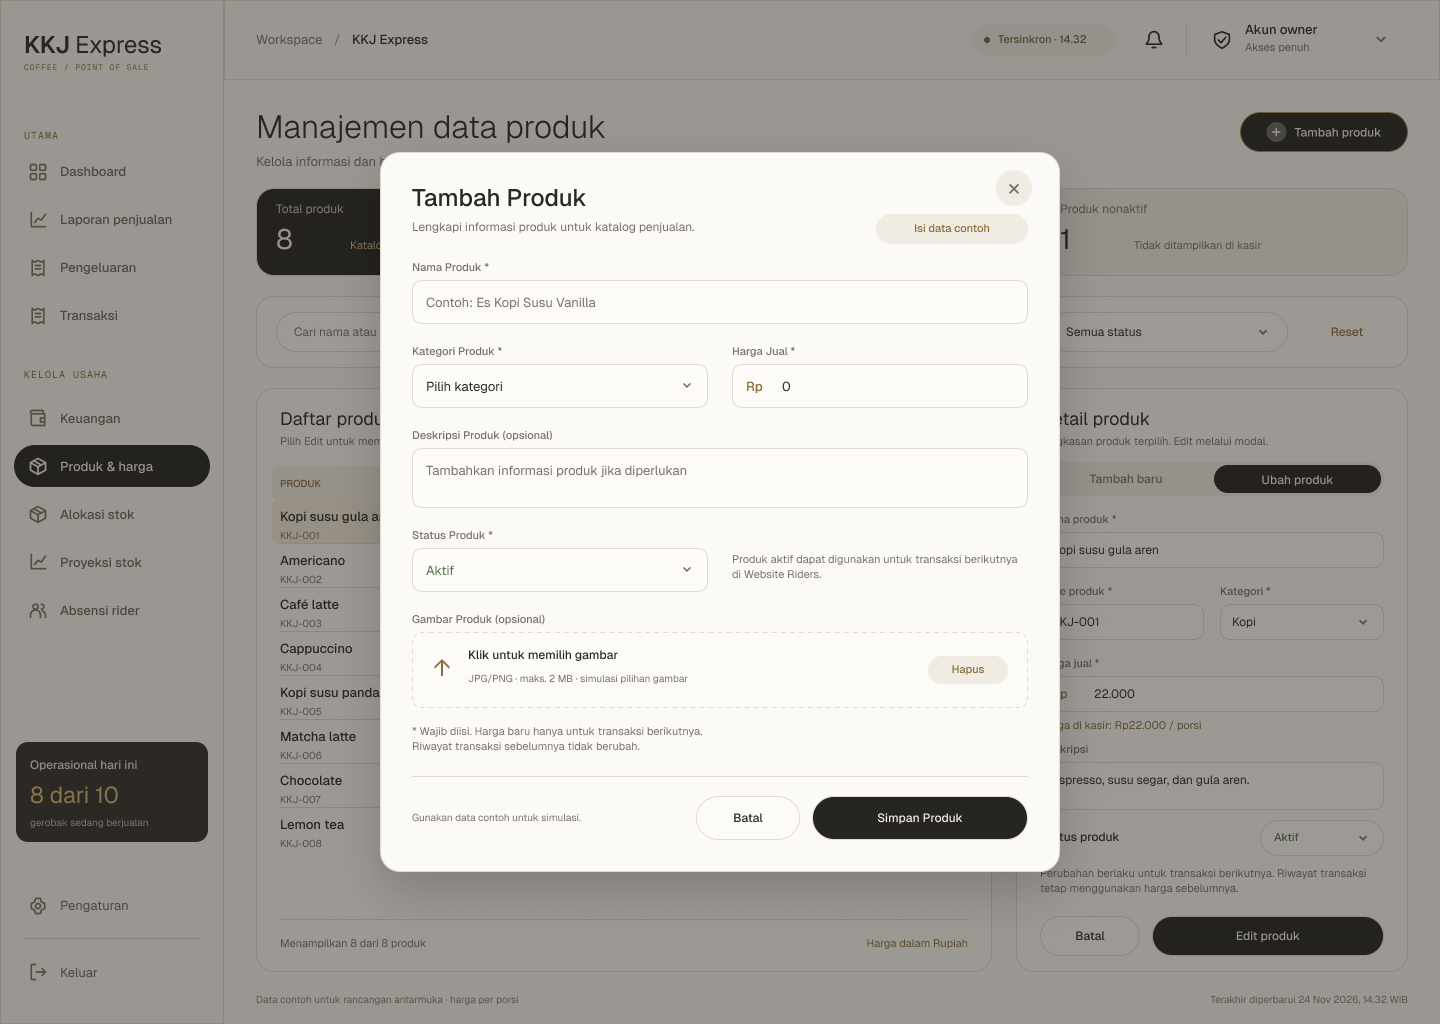 KKJ Express
COFFEE / POINT OF SALE
UTAMA
Dashboard
Laporan penjualan
Pengeluaran
Transaksi
KELOLA USAHA
Keuangan
Produk & harga
Alokasi stok
Proyeksi stok
Absensi rider
Operasional hari ini
8 dari 10
gerobak sedang berjualan
Pengaturan
Keluar
Workspace / KKJ Express
Tersinkron · 14.32
Akun owner
Akses penuh
Manajemen data produk
Kelola informasi dan
Tambah produk
Total produk
8
Produk nonaktif
1
Tidak ditampilkan di kasir
Cari nama atau
Semua status
Reset
Daftar
Pilih Edit untuk
PRODUK
Kopi susu gula
KKJ-001
Americano
KKJ-002
Café latte
KKJ-003
Cappuccino
KKJ-004
Kopi susu
KKJ-005
Matcha latte
KKJ-006
Chocolate
KKJ-007
Lemon tea
KKJ-008
Menampilkan 8 dari 8 produk
Harga dalam Rupiah
Tambah Produk
Lengkapi informasi produk untuk katalog penjualan.
Isi data contoh
Nama Produk *
Contoh: Es Kopi Susu Vanilla
Kategori Produk *
Harga Jual *
Pilih kategori
Rp 0
Deskripsi Produk (opsional)
Tambahkan informasi produk jika diperlukan
Status Produk *
Aktif
Produk aktif dapat digunakan untuk transaksi berikutnya
di Website Riders.
Gambar Produk (opsional)
Klik untuk memilih gambar
JPG/PNG · maks. 2 MB · simulasi pilihan gambar
Hapus
* Wajib diisi. Harga baru hanya untuk transaksi berikutnya.
Riwayat transaksi sebelumnya tidak berubah.
Gunakan data contoh untuk simulasi.
Batal
Simpan Produk
produk
produk terpilih. Edit melalui modal.
Tambah baru
Ubah produk
produk *
susu gula aren
produk *
Kategori *
KJ-001
Kopi
jual *
22.000
di kasir: Rp22.000 / porsi
susu segar, dan gula aren.
produk
Aktif
Perubahan berlaku untuk transaksi berikutnya. Riwayat transaksi
tetap menggunakan harga sebelumnya.
Batal
Edit produk
Data contoh untuk rancangan antarmuka · harga per porsi
Terakhir diperbarui 24 Nov 2026, 14.32 WIB